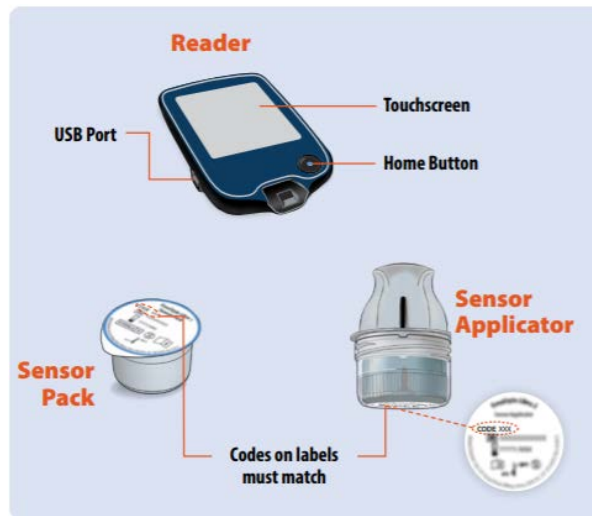 Reader
Touchscreen
USB Port
Home Button
Sensor
Applicator
Sensor
Pack
CODE XXX
Codes on labels
must match